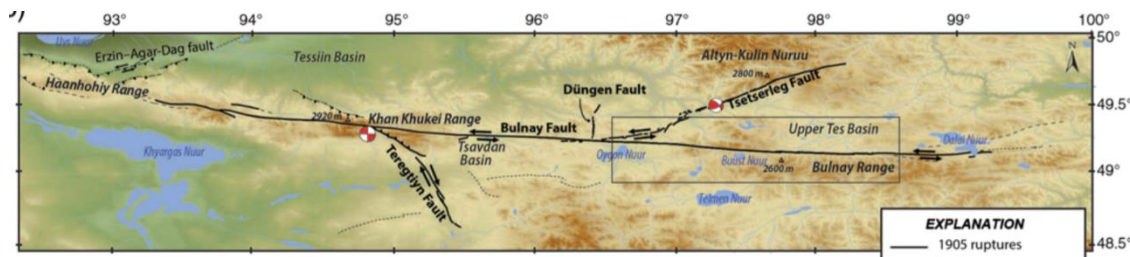 93° 94° 95° 96° 97° 98° 99° 100°
50°
Uvs Nuur
Erzin–Agar-Dag fault
Tessiin Basin
Altyn-Kulin Nuruu
N
2800 m
Haanhohiy Range
Düngen Fault
Tsetserleg Fault
49.5°
2920 m
Khan Khukei Range
Bulnay Fault
Upper Tes Basin
Khyargas Nuur
Tsavdan
Basin
Oygon Nuur
Buust Nuur
2600 m
Bulnay Range
49°
Teregtiyn Fault
Telmen Nuur
EXPLANATION
1905 ruptures
48.5°